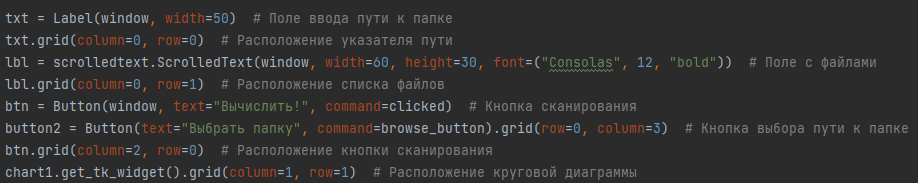 txt = Label(window, width=50)  # Поле ввода пути к папке
txt.grid(column=0, row=0)  # Расположение указателя пути
lbl = scrolledtext.ScrolledText(window, width=60, height=30, font=("Consolas", 12, "bold"))  # Поле с файлами
lbl.grid(column=0, row=1)  # Расположение списка файлов
btn = Button(window, text="Вычислить!", command=clicked)  # Кнопка сканирования
button2 = Button(text="Выбрать папку", command=browse_button).grid(row=0, column=3)  # Кнопка выбора пути к папке
btn.grid(column=2, row=0)  # Расположение кнопки сканирования
chart1.get_tk_widget().grid(column=1, row=1)  # Расположение круговой диаграммы